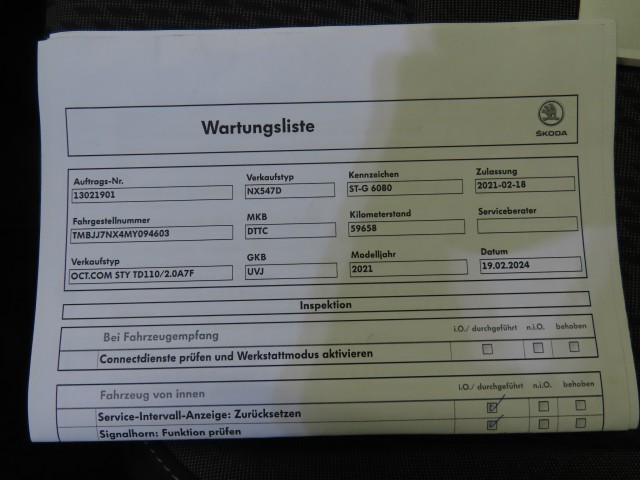 Wartungsliste
ŠKODA
Auftrags-Nr. Verkaufstyp Kennzeichen Zulassung
13021901 NX547D ST-G 6080 2021-02-18
Fahrgestellnummer MKB Kilometerstand Serviceberater
TMBJJ7NX4MY094603 DTTC 59658
Verkaufstyp GKB Modelljahr Datum
OCT.COM STY TD110/2.0A7F UVJ 2021 19.02.2024
Inspektion
Bei Fahrzeugempfang i.O./ durchgeführt n.i.O. behoben
Connectdienste prüfen und Werkstattmodus aktivieren
Fahrzeug von innen i.O./ durchgeführt n.i.O. behoben
Service-Intervall-Anzeige: Zurücksetzen
Signalhorn: Funktion prüfen